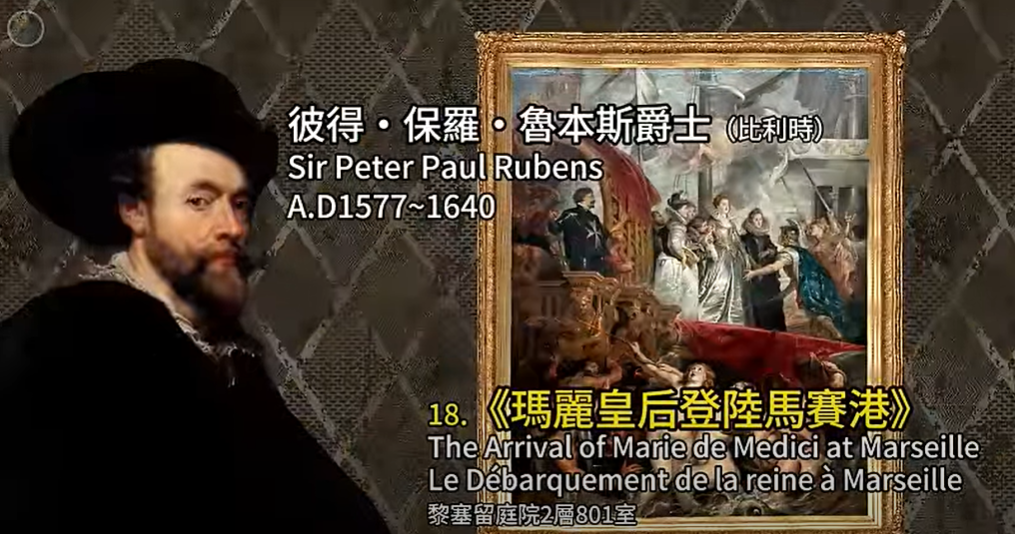 彼得・保羅・魯本斯爵士（比利時）
Sir Peter Paul Rubens
A.D1577~1640
18.《瑪麗皇后登陸馬賽港》
The Arrival of Marie de Medici at Marseille
Le Débarquement de la reine à Marseille
黎塞留庭院2層801室